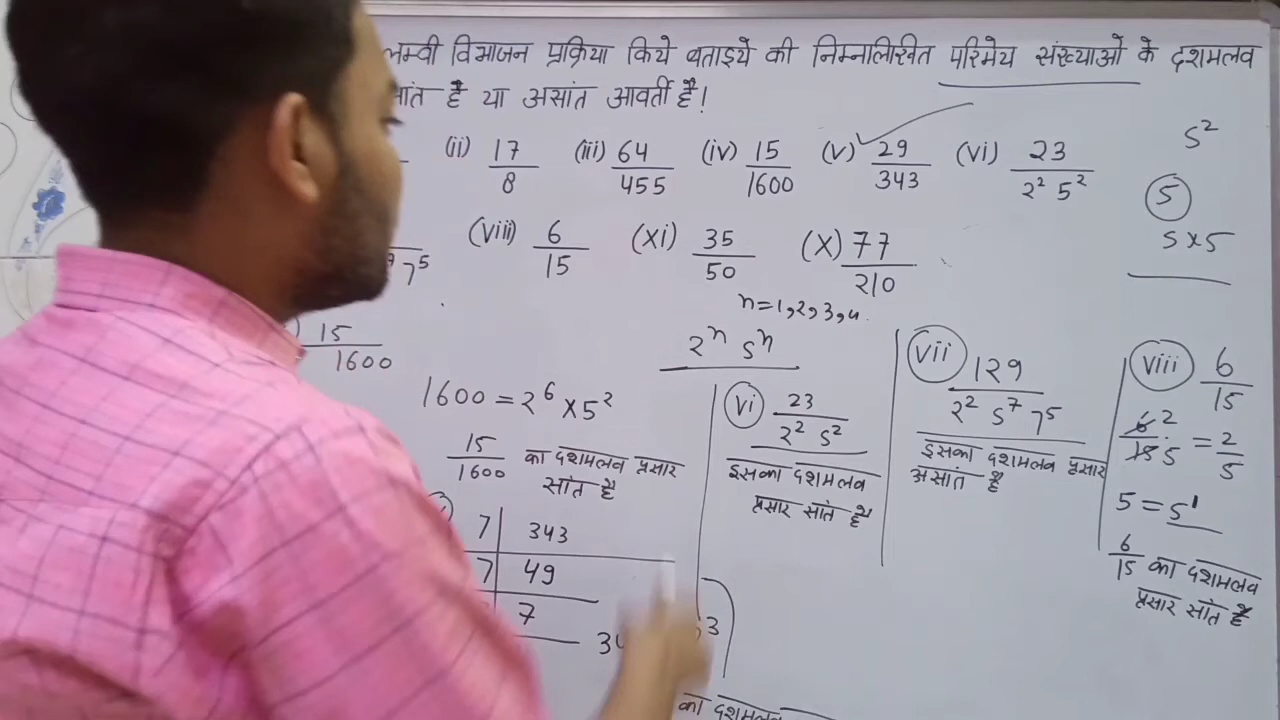 लम्वी विभाजन प्रक्रिया किये बताइये की निम्नलिखित परिमेय संख्याओं के दशमलव
सांत है या असांत आवर्ती है!
(ii) 17/8 (iii) 64/455 (iv) 15/1600 (v) 29/343 (vi) 23/2² 5²
5²
5
5×5
7⁵ (viii) 6/15 (xi) 35/50 (x) 77/210
n=1,2,3,4.
2ⁿ 5ⁿ
15/1600
1600 = 2⁶ × 5²
15/1600 का दशमलव प्रसार
सांत है
7 | 343
7 | 49
7
(vi) 23/2² 5²
इसका दशमलव
प्रसार सांत है
(vii) 129/2² 5⁷ 7⁵
इसका दशमलव प्रसार
असांत है
(viii) 6/15
6 2/15 5 = 2/5
5 = 5¹
6/15 का दशमलव
प्रसार सांत है
का दशमलव